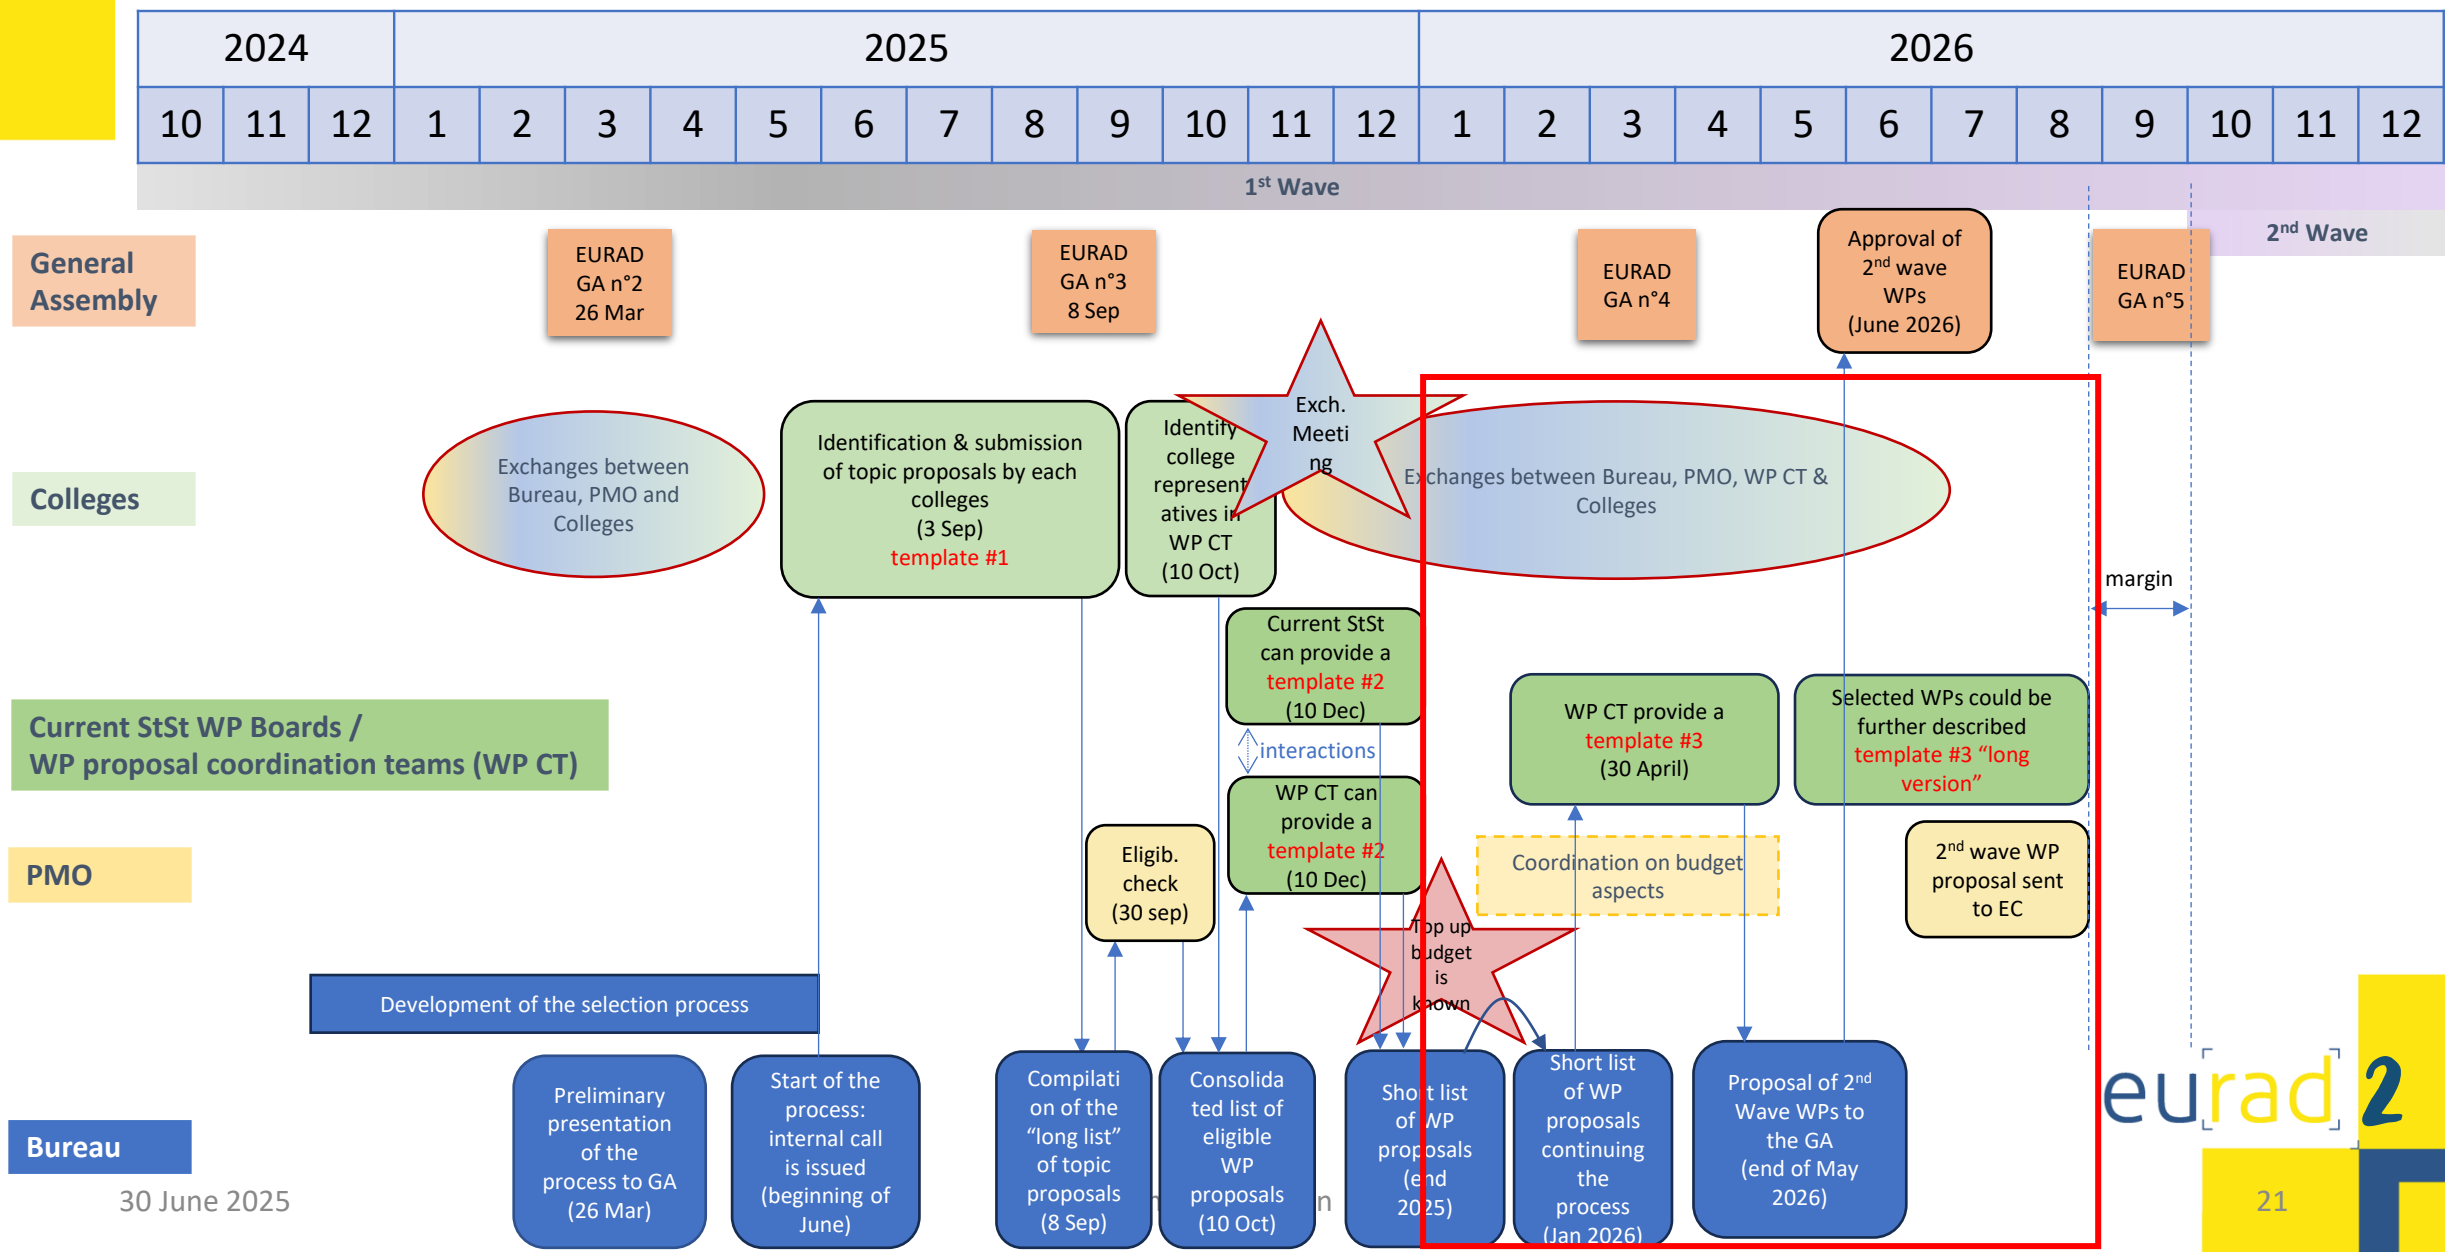 2024
2025
2026
10 11 12 1 2 3 4 5 6 7 8 9 10 11 12 1 2 3 4 5 6 7 8 9 10 11 12
1st Wave
2nd Wave
General
Assembly
EURAD
GA n°2
26 Mar
EURAD
GA n°3
8 Sep
EURAD
GA n°4
Approval of
2nd wave
WPs
(June 2026)
EURAD
GA n°5
Colleges
Exchanges between
Bureau, PMO and
Colleges
Identification & submission
of topic proposals by each
colleges
(3 Sep)
template #1
Identify
college
represent
atives in
WP CT
(10 Oct)
Exch.
Meeti
ng
Exchanges between Bureau, PMO, WP CT &
Colleges
margin
Current StSt WP Boards /
WP proposal coordination teams (WP CT)
Current StSt
can provide a
template #2
(10 Dec)
interactions
WP CT can
provide a
template #2
(10 Dec)
WP CT provide a
template #3
(30 April)
Selected WPs could be
further described
template #3 “long
version”
PMO
Eligib.
check
(30 sep)
Coordination on budget
aspects
2nd wave WP
proposal sent
to EC
Top up
budget
is
known
Development of the selection process
Bureau
Preliminary
presentation
of the
process to GA
(26 Mar)
Start of the
process:
internal call
is issued
(beginning of
June)
Compilati
on of the
“long list”
of topic
proposals
(8 Sep)
Consolida
ted list of
eligible
WP
proposals
(10 Oct)
Short list
of WP
proposals
(end
2025)
Short list
of WP
proposals
continuing
the
process
(Jan 2026)
Proposal of 2nd
Wave WPs to
the GA
(end of May
2026)
eurad 2
30 June 2025
21